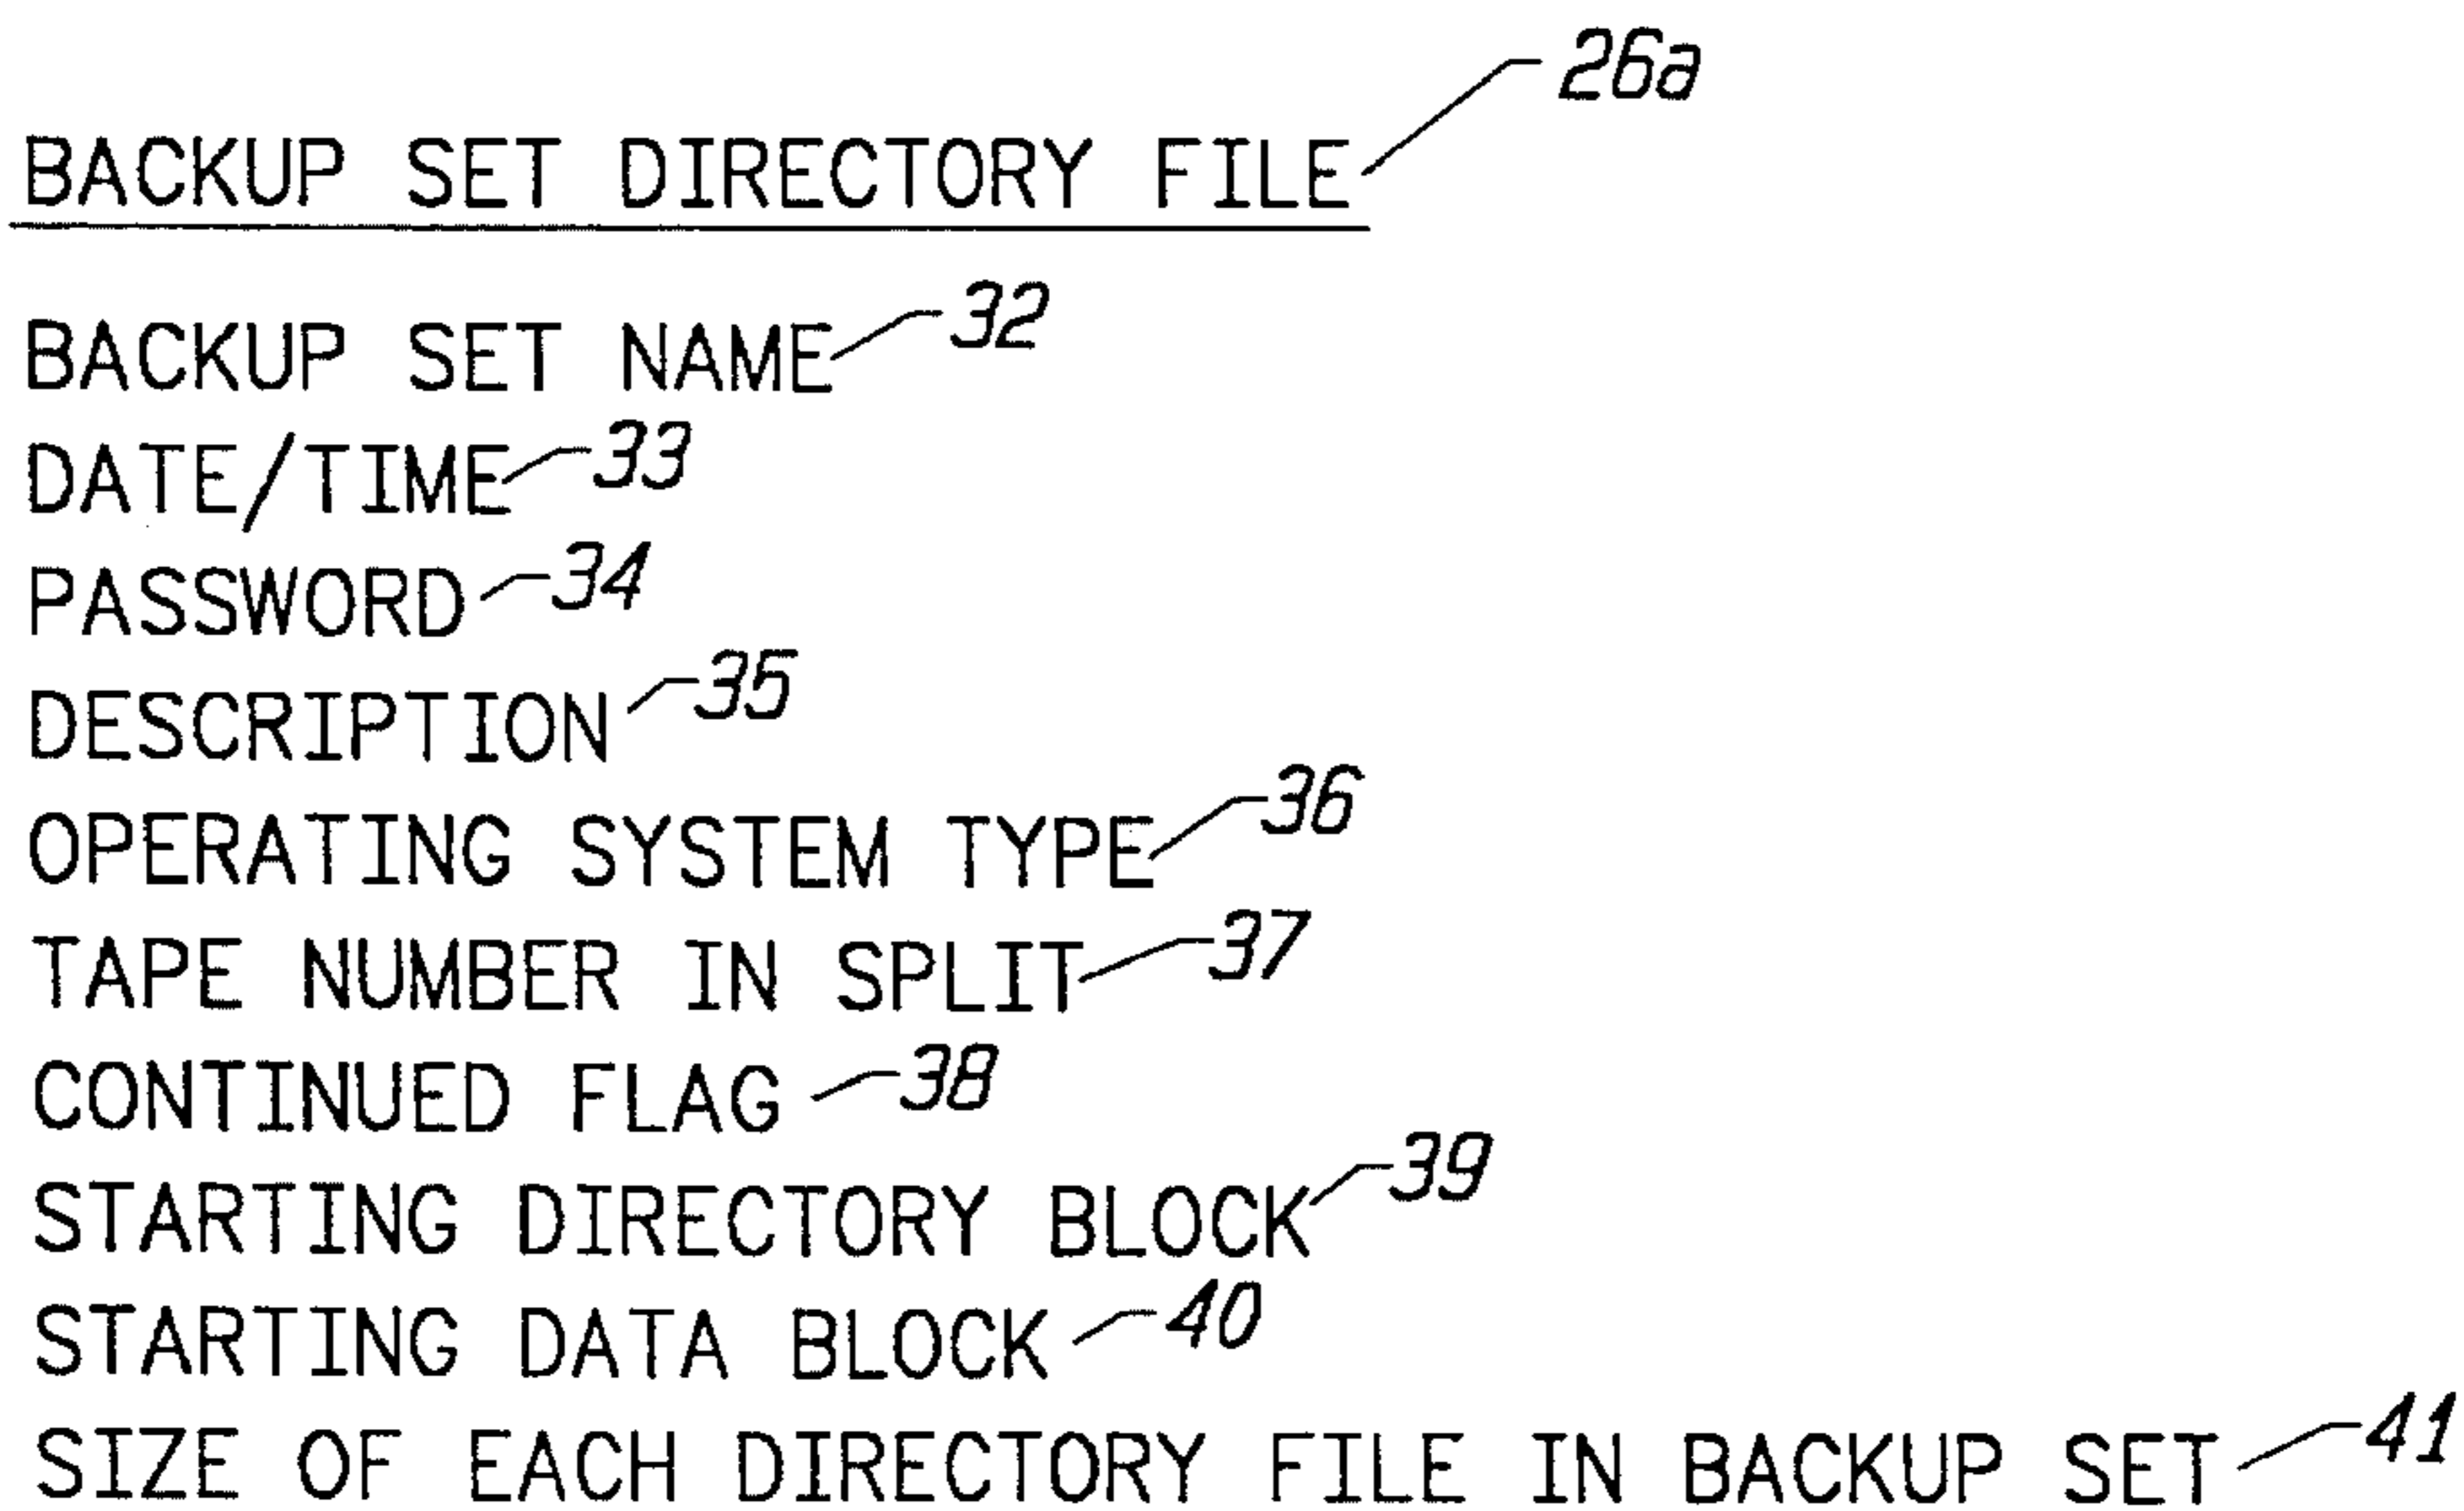 BACKUP SET DIRECTORY FILE 26a
BACKUP SET NAME 32
DATE/TIME 33
PASSWORD 34
DESCRIPTION 35
OPERATING SYSTEM TYPE 36
TAPE NUMBER IN SPLIT 37
CONTINUED FLAG 38
STARTING DIRECTORY BLOCK 39
STARTING DATA BLOCK 40
SIZE OF EACH DIRECTORY FILE IN BACKUP SET 41